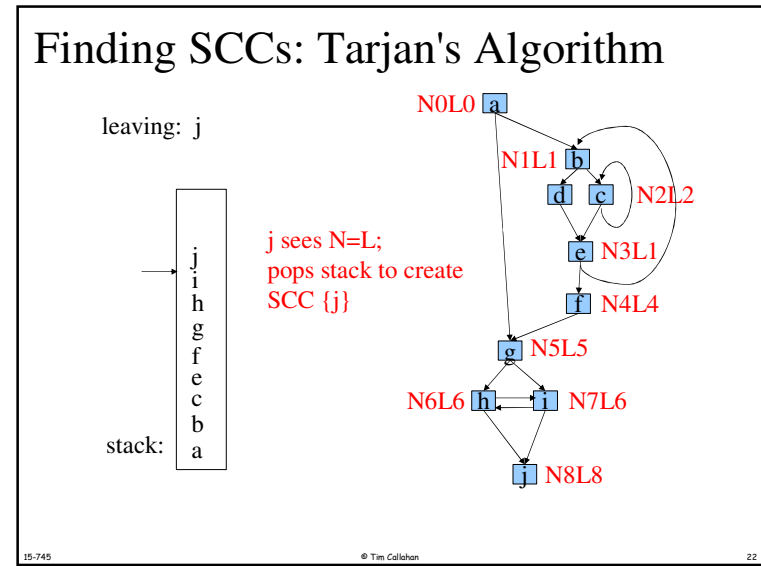 Finding SCCs: Tarjan's Algorithm
leaving: j
j sees N=L;
pops stack to create
SCC {j}
j
i
h
g
f
e
c
b
a
stack:
N0L0 a
N1L1 b
d c N2L2
e N3L1
f N4L4
g N5L5
N6L6 h i N7L6
j N8L8
15-745 © Tim Callahan 22